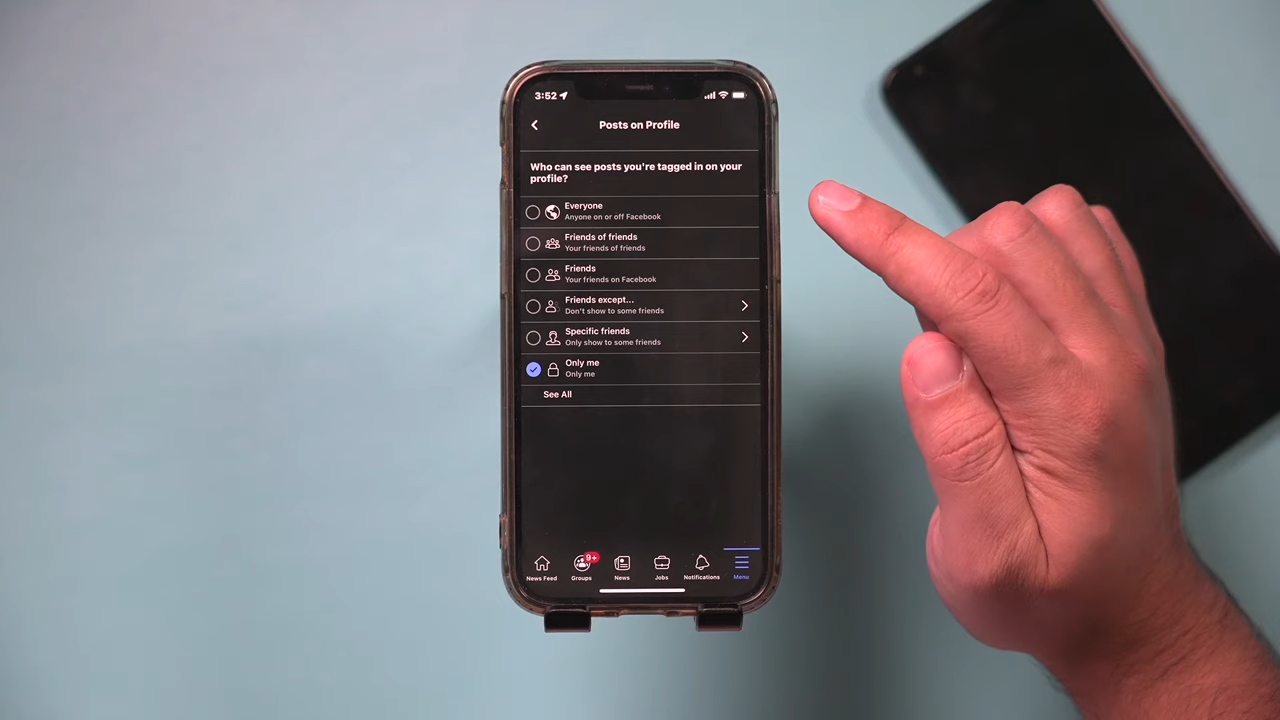 3:52
Posts on Profile
Who can see posts you're tagged in on your
profile?
Everyone
Anyone on or off Facebook
Friends of friends
Your friends of friends
Friends
Your friends on Facebook
Friends except...
Don't show to some friends
Specific friends
Only show to some friends
Only me
Only me
See All
9+
News Feed
Groups
News
Jobs
Notifications
Menu